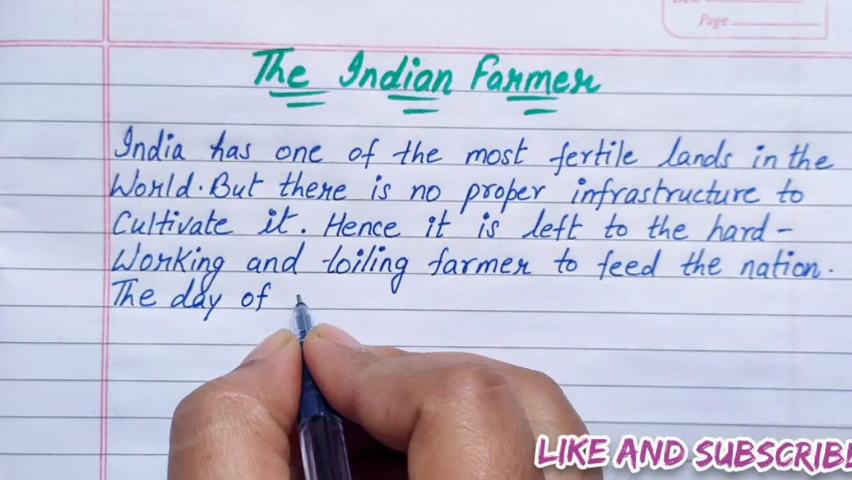 Page
The Indian Farmer
India has one of the most fertile lands in the
World. But there is no proper infrastructure to
Cultivate it. Hence it is left to the hard-
Working and toiling farmer to feed the nation.
The day of
LIKE AND SUBSCRIBE